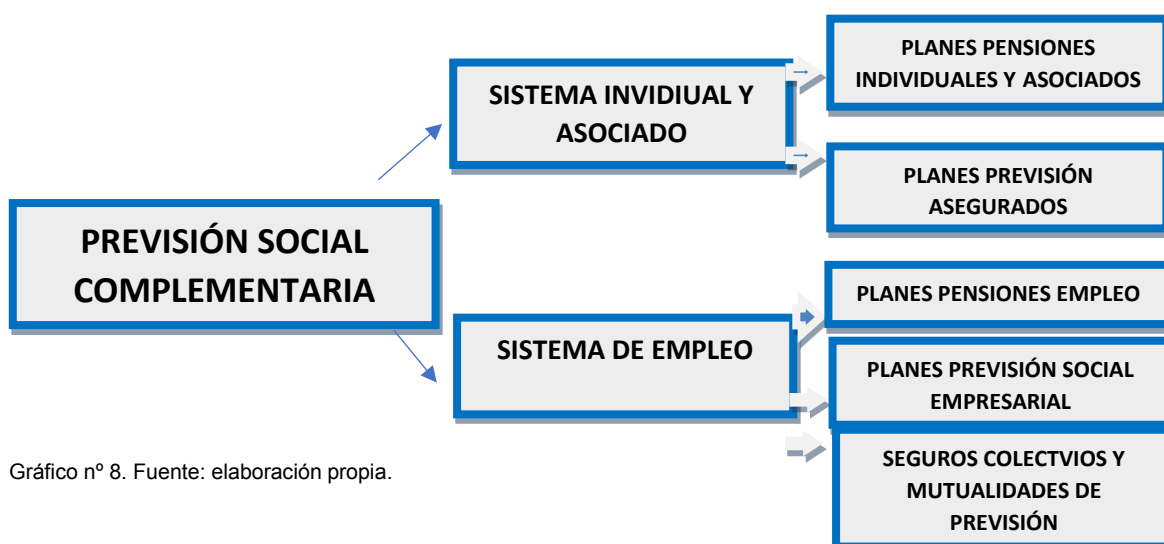 PREVISIÓN SOCIAL
COMPLEMENTARIA
SISTEMA INVIDIUAL Y
ASOCIADO
PLANES PENSIONES
INDIVIDUALES Y ASOCIADOS
PLANES PREVISIÓN
ASEGURADOS
SISTEMA DE EMPLEO
PLANES PENSIONES EMPLEO
PLANES PREVISIÓN SOCIAL
EMPRESARIAL
SEGUROS COLECTVIOS Y
MUTUALIDADES DE
PREVISIÓN
Gráfico nº 8. Fuente: elaboración propia.